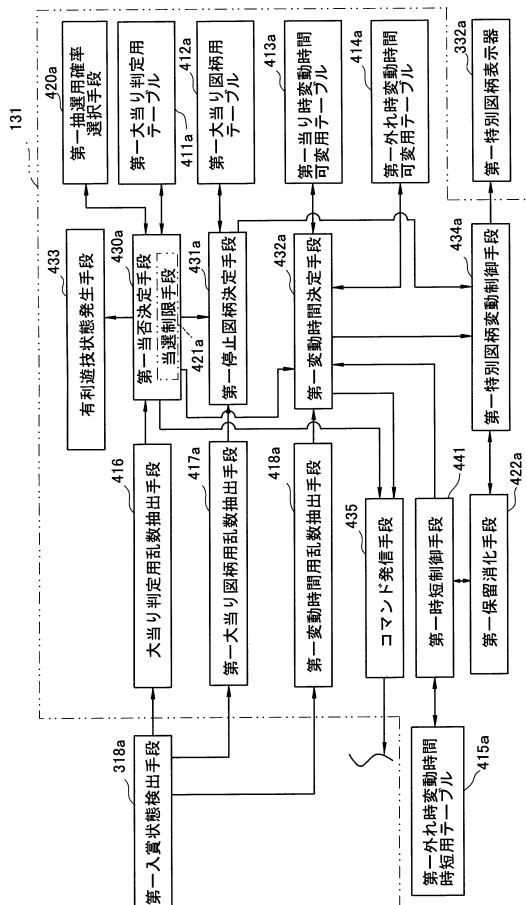 131
420a
第一抽選用確率
選択手段
第一大当り判定用
テーブル
411a
412a
第一大当り図柄用
テーブル
413a
第一当り時変動時間
可変用テーブル
414a
第一外れ時変動時間
可変用テーブル
332a
第一特別図柄表示器
433
有利遊技状態発生手段
430a
第一当否決定手段
当選制限手段
421a
431a
第一停止図柄決定手段
432a
第一変動時間決定手段
434a
第一特別図柄変動制御手段
416
大当り判定用乱数抽出手段
417a
第一大当り図柄用乱数抽出手段
418a
第一変動時間用乱数抽出手段
435
コマンド発信手段
441
第一時短制御手段
422a
第一保留消化手段
318a
第一入賞状態検出手段
第一外れ時変動時間
時短用テーブル
415a